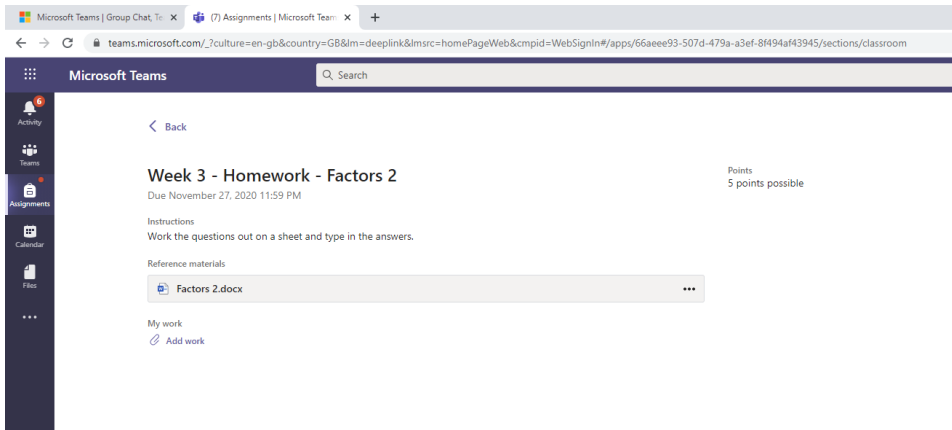 Microsoft Teams | Group Chat, Te
(7) Assignments | Microsoft Team
teams.microsoft.com/_?culture=en-gb&country=GB&lm=deeplink&lmsrc=homePageWeb&cmpid=WebSignIn#/apps/66aeee93-507d-479a-a3ef-8f494af43945/sections/classroom
Microsoft Teams
Search
6
Activity
Teams
Assignments
Calendar
Files
Back
Week 3 - Homework - Factors 2
Due November 27, 2020 11:59 PM
Points
5 points possible
Instructions
Work the questions out on a sheet and type in the answers.
Reference materials
Factors 2.docx
My work
Add work